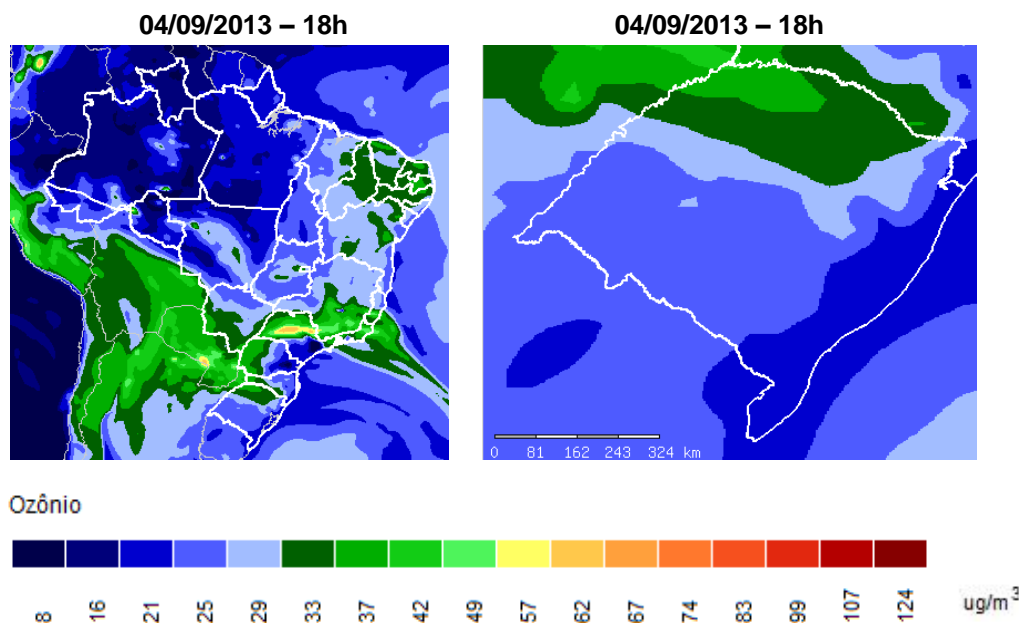 04/09/2013 – 18h
04/09/2013 – 18h
0 81 162 243 324 km
Ozônio
8 16 21 25 29 33 37 42 49 57 62 67 74 83 99 107 124 ug/m³